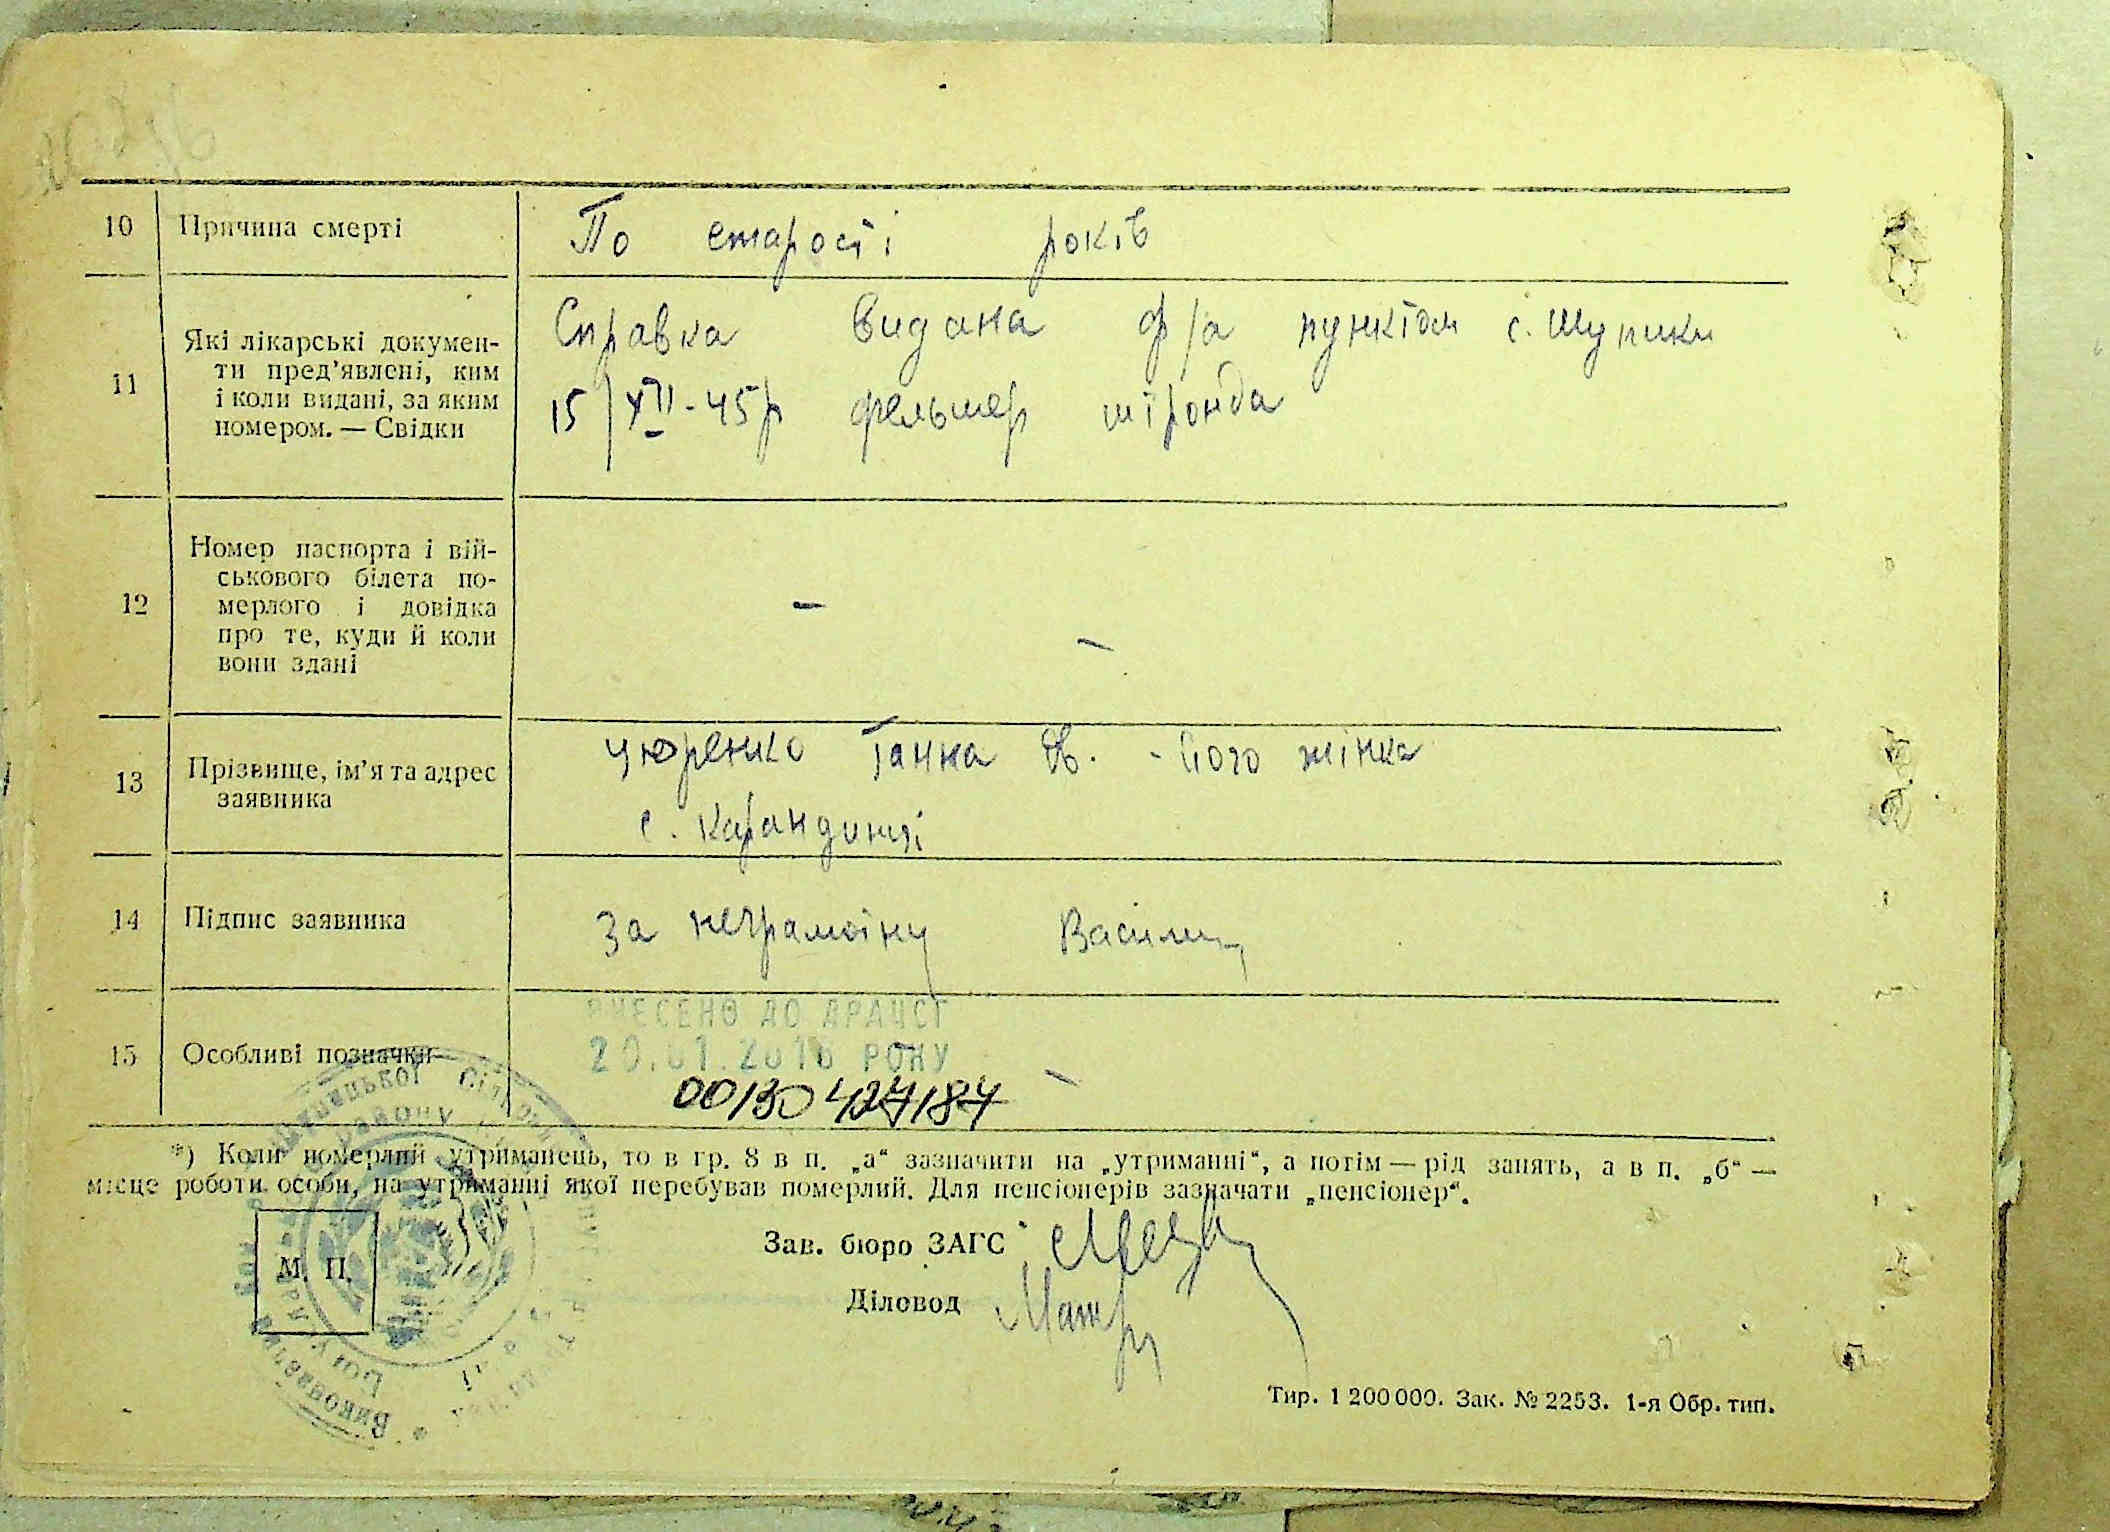 10 Причина смерті По старості років
11 Які лікарські докумен-
ти пред’явлені, ким
і коли видані, за яким
номером. — Свідки
Справка видана ф/а пунктом с. Шупики
15/XII-45р фельшер
12 Номер паспорта і вій-
ськового білета по-
мерлого і довідка
про те, куди й коли
вони здані
–
–
13 Прізвище, ім’я та адрес
заявника
Цюренко Ганна Ів. - його жінка
с. Карандинці
14 Підпис заявника За неграмотну
15 Особливі позначки
ВНЕСЕНО ДО ДРАЦСГ
20.01.2016 РОКУ
00130427184
*) Коли померлий утриманець, то в гр. 8 в п. „а“ зазначити на „утриманні“, а потім — рід занять, а в п. „б“ —
місце роботи особи, на утриманні якої перебував померлий. Для пенсіонерів зазначати „пенсіонер“.
Зав. бюро ЗАГС
М. П.
Діловод
Тир. 1 200 000. Зак. № 2253. 1-я Обр. тип.